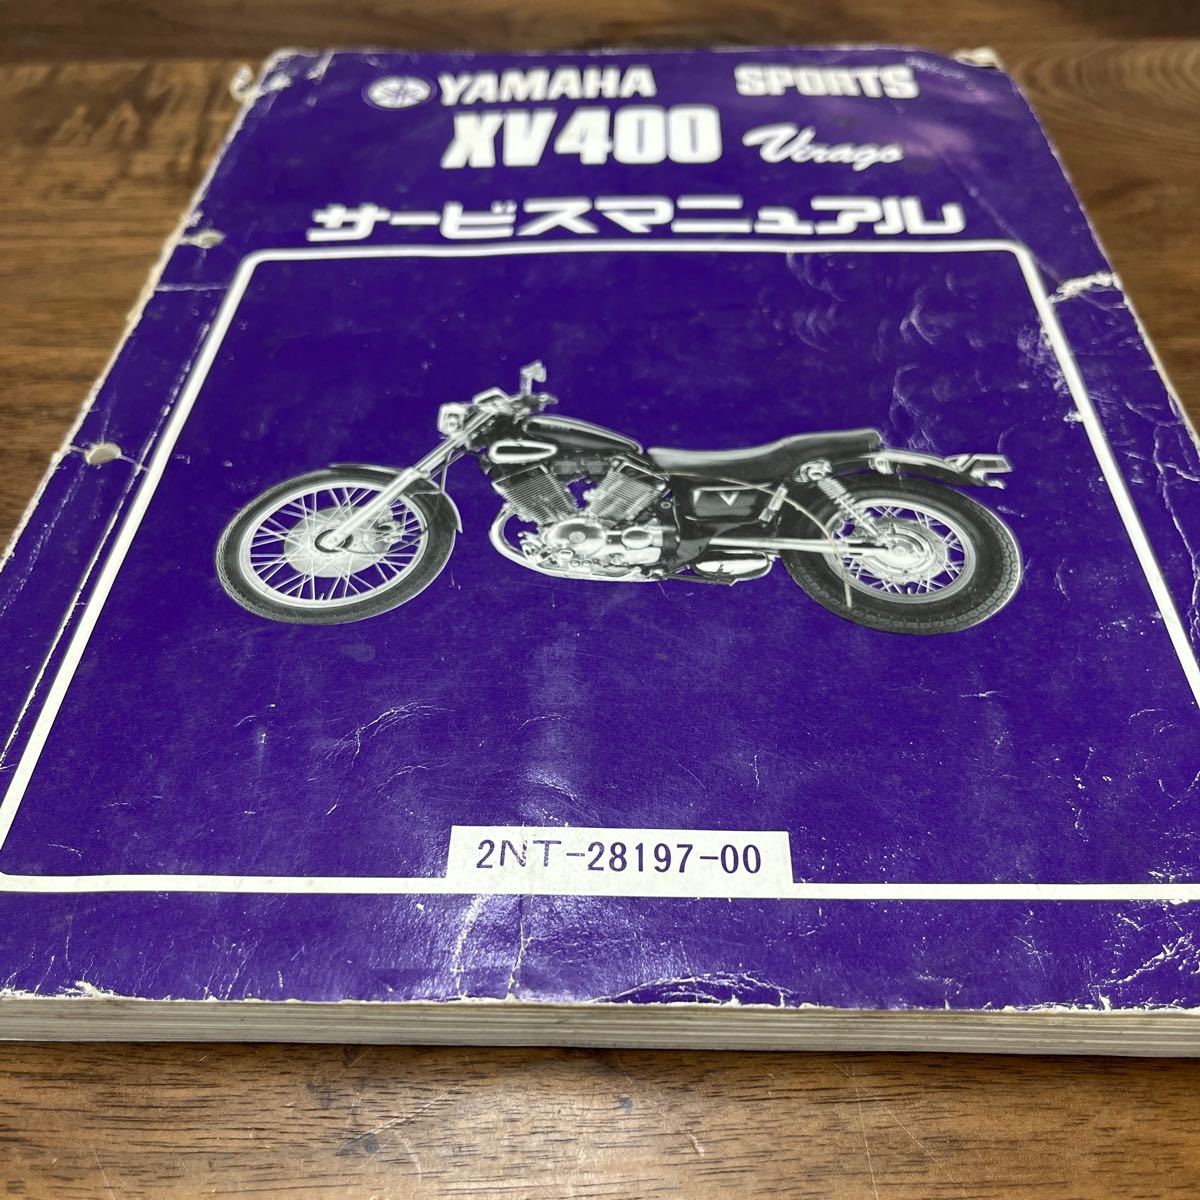 YAMAHA SPORTS
XV400 Virago
サービスマニュアル
2NT-28197-00